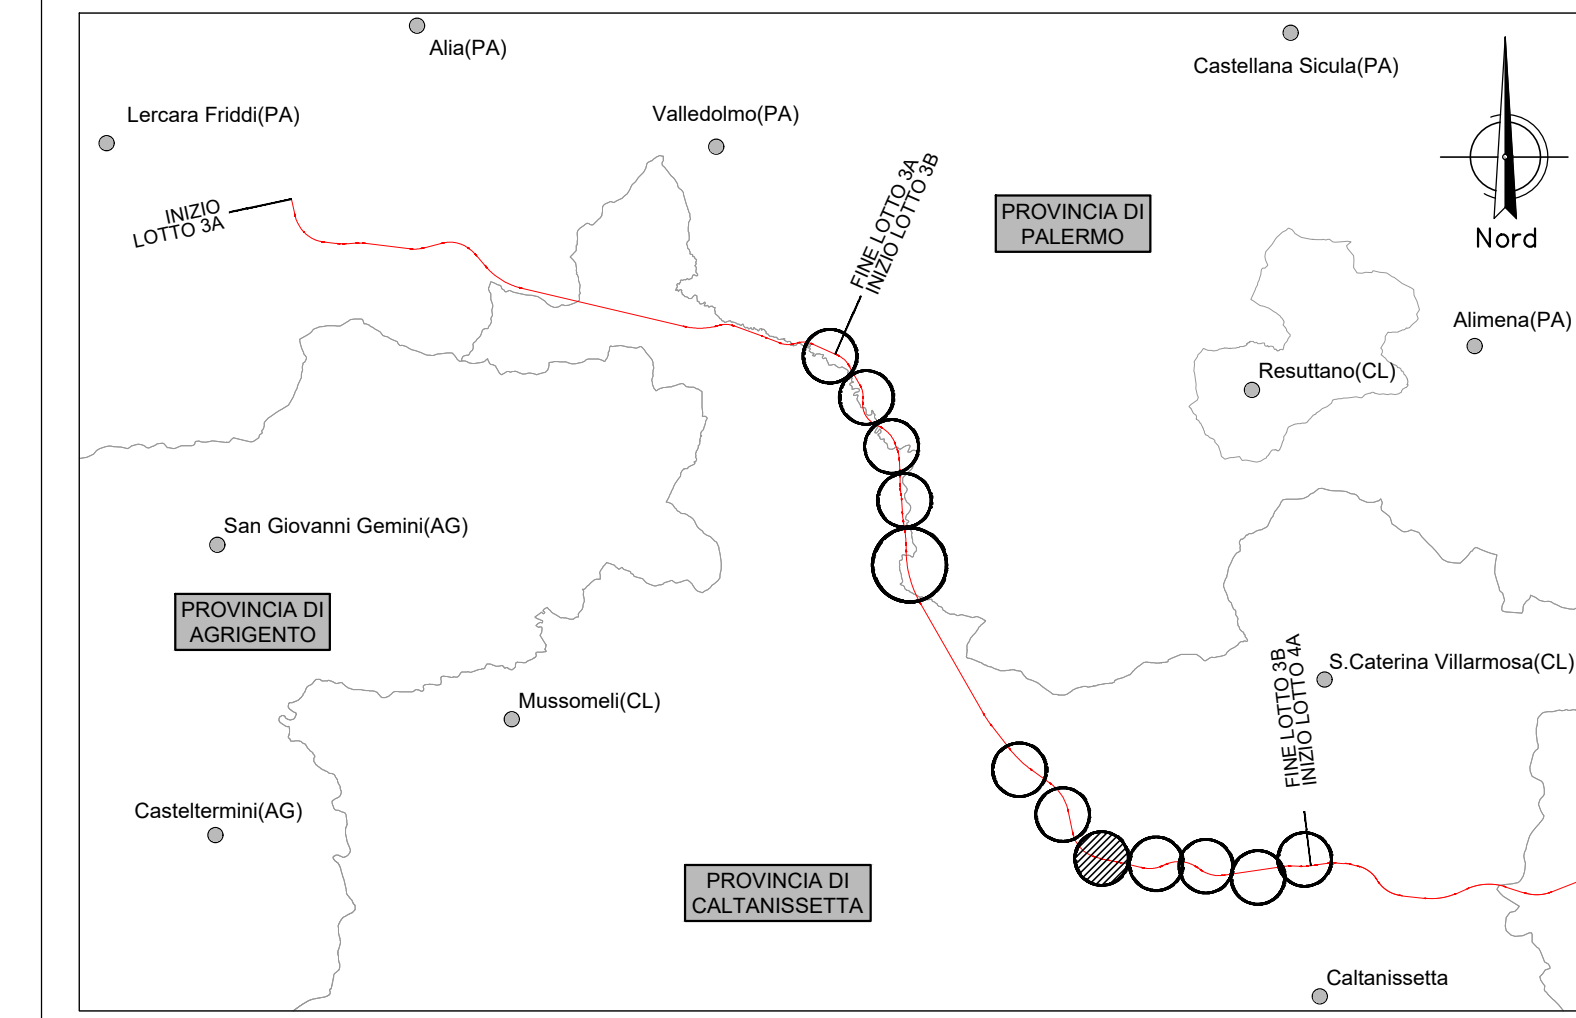 Alia(PA)
Castellana Sicula(PA)
Lercara Friddi(PA)
Valledolmo(PA)
INIZIO
LOTTO 3A
FINE LOTTO 3A
INIZIO LOTTO 3B
PROVINCIA DI
PALERMO
Nord
Alimena(PA)
Resuttano(CL)
San Giovanni Gemini(AG)
PROVINCIA DI
AGRIGENTO
Mussomeli(CL)
FINE LOTTO 3B
INIZIO LOTTO 4A
S.Caterina Villarmosa(CL)
Casteltermini(AG)
PROVINCIA DI
CALTANISSETTA
Caltanissetta